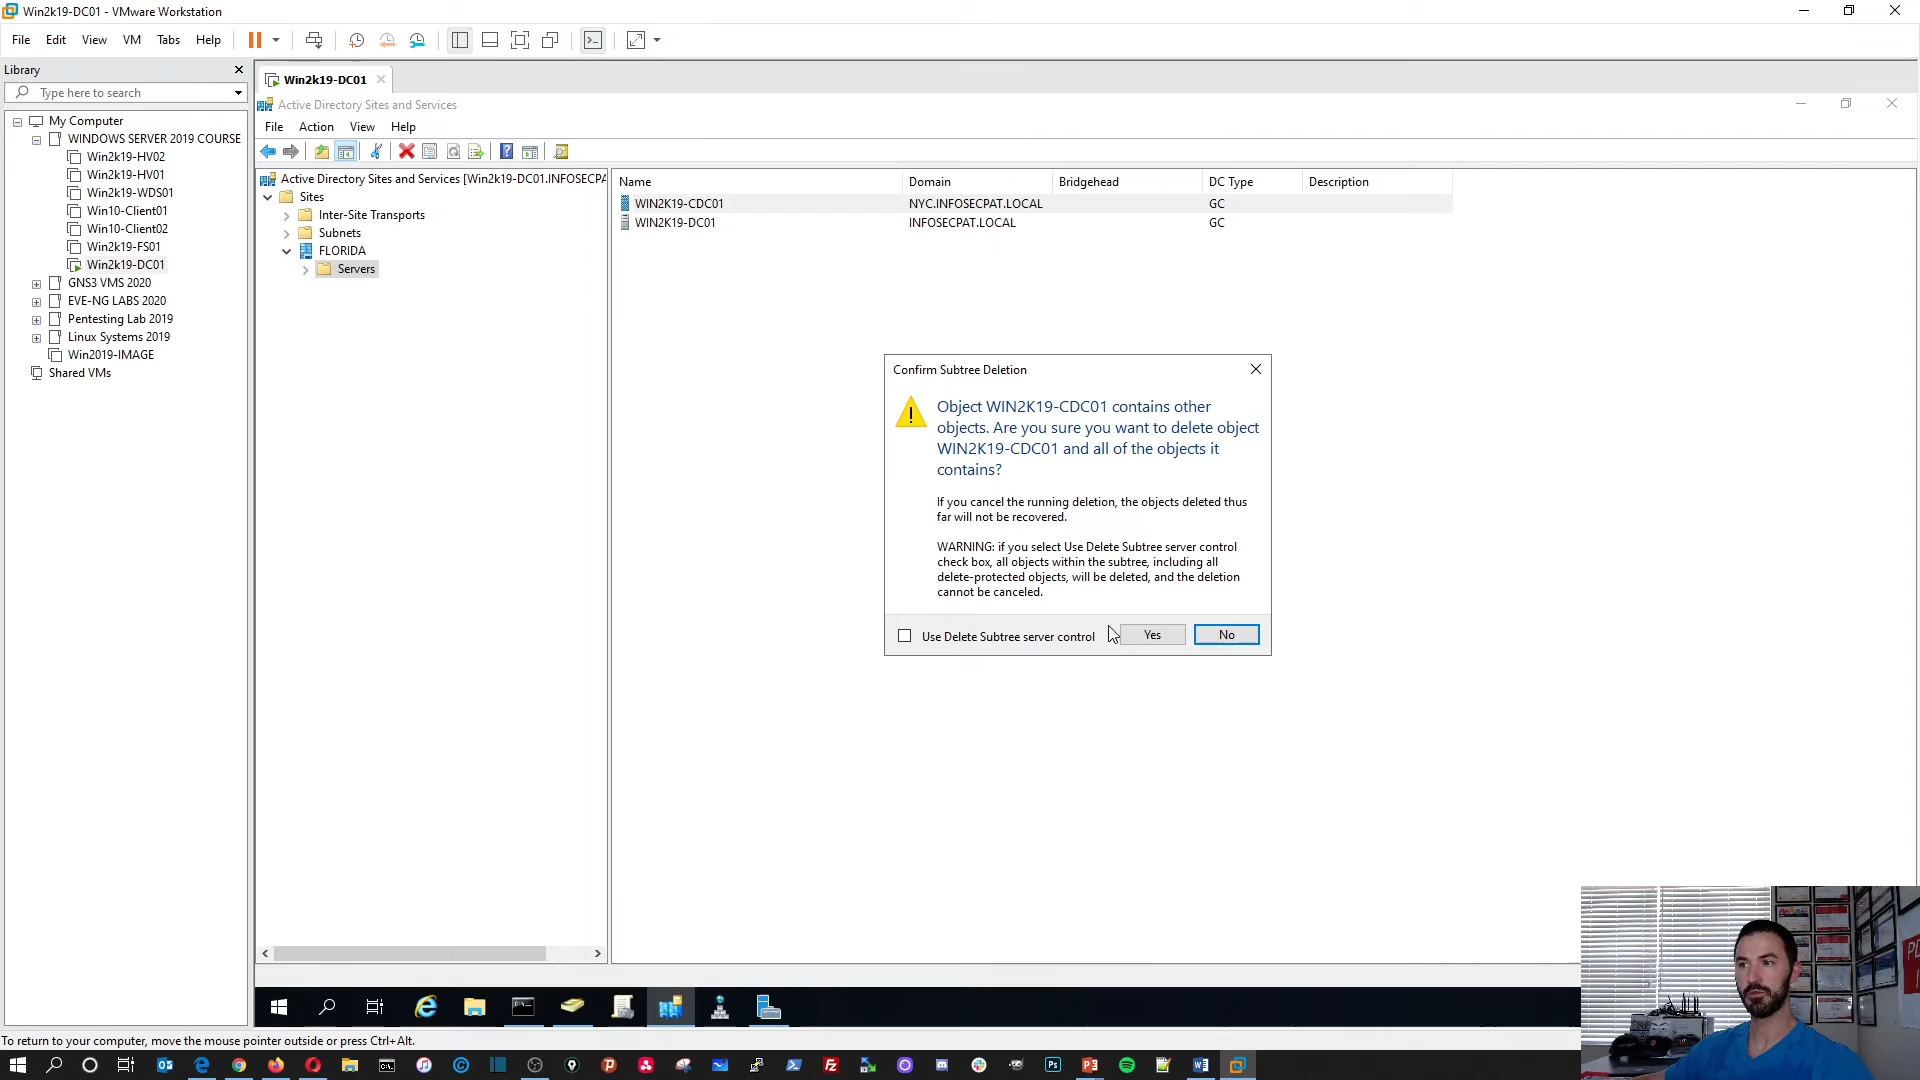 Win2k19-DC01 - VMware Workstation
File Edit View VM Tabs Help
Library
Type here to search
My Computer
WINDOWS SERVER 2019 COURSE
Win2k19-HV02
Win2k19-HV01
Win2k19-WDS01
Win10-Client01
Win10-Client02
Win2k19-FS01
Win2k19-DC01
GNS3 VMS 2020
EVE-NG LABS 2020
Pentesting Lab 2019
Linux Systems 2019
Win2019-IMAGE
Shared VMs
Win2k19-DC01
Active Directory Sites and Services
File Action View Help
Active Directory Sites and Services [Win2k19-DC01.INFOSECPA
Sites
Inter-Site Transports
Subnets
FLORIDA
Servers
Name Domain Bridgehead DC Type Description
WIN2K19-CDC01 NYC.INFOSECPAT.LOCAL GC
WIN2K19-DC01 INFOSECPAT.LOCAL GC
Confirm Subtree Deletion
Object WIN2K19-CDC01 contains other
objects. Are you sure you want to delete object
WIN2K19-CDC01 and all of the objects it
contains?
If you cancel the running deletion, the objects deleted thus
far will not be recovered.
WARNING: if you select Use Delete Subtree server control
check box, all objects within the subtree, including all
delete-protected objects, will be deleted, and the deletion
cannot be canceled.
Use Delete Subtree server control Yes No
To return to your computer, move the mouse pointer outside or press Ctrl+Alt.